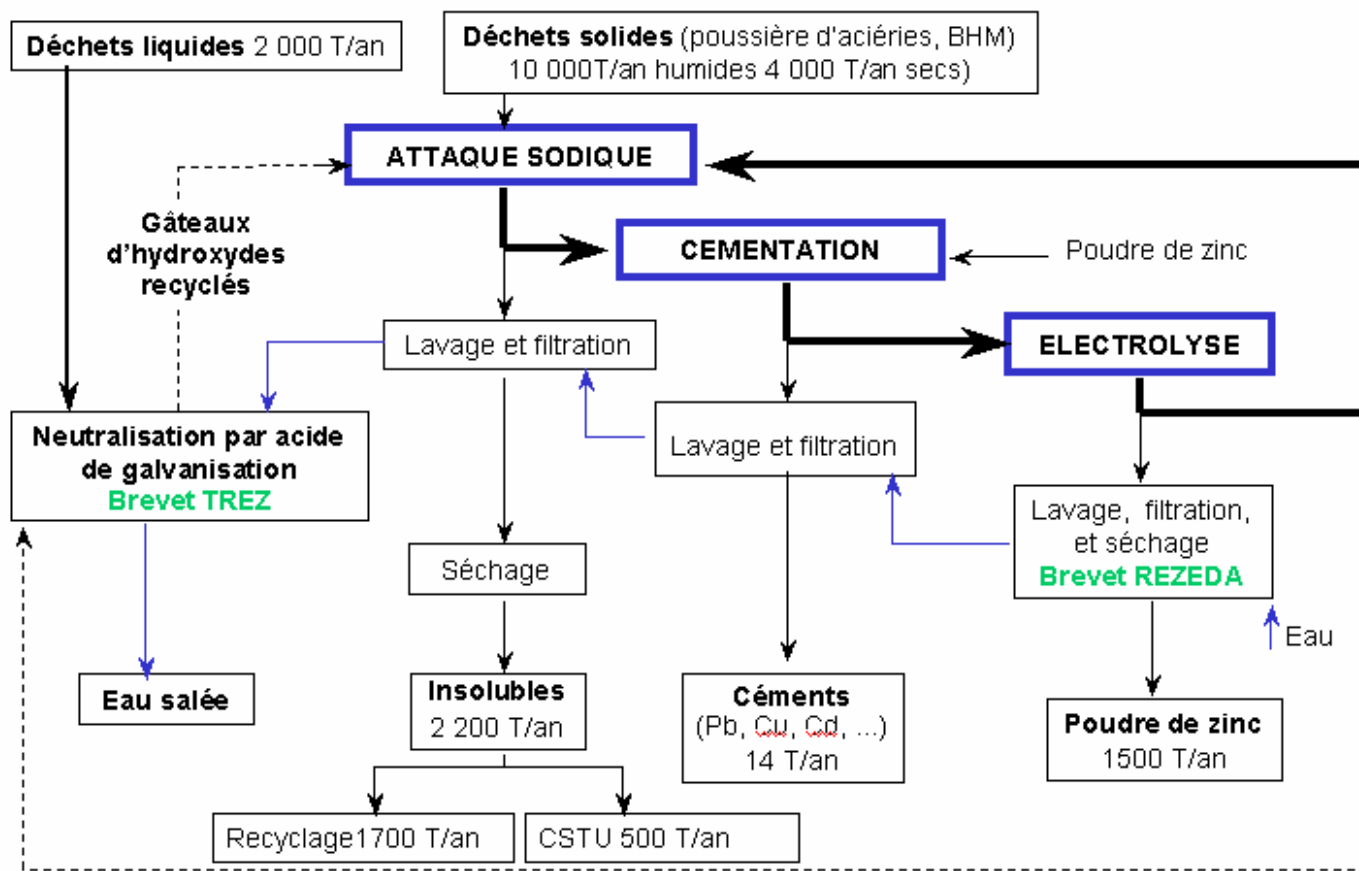 Déchets liquides 2 000 T/an
Déchets solides (poussière d'aciéries, BHM)
10 000T/an humides 4 000 T/an secs)
ATTAQUE SODIQUE
Gâteaux
d'hydroxydes
recyclés
CEMENTATION
Poudre de zinc
Lavage et filtration
ELECTROLYSE
Neutralisation par acide
de galvanisation
Brevet TREZ
Lavage et filtration
Lavage, filtration,
et séchage
Brevet REZEDA
Séchage
Eau
Eau salée
Insolubles
2 200 T/an
Céments
(Pb, Cu, Cd, ...)
14 T/an
Poudre de zinc
1500 T/an
Recyclage1700 T/an
CSTU 500 T/an